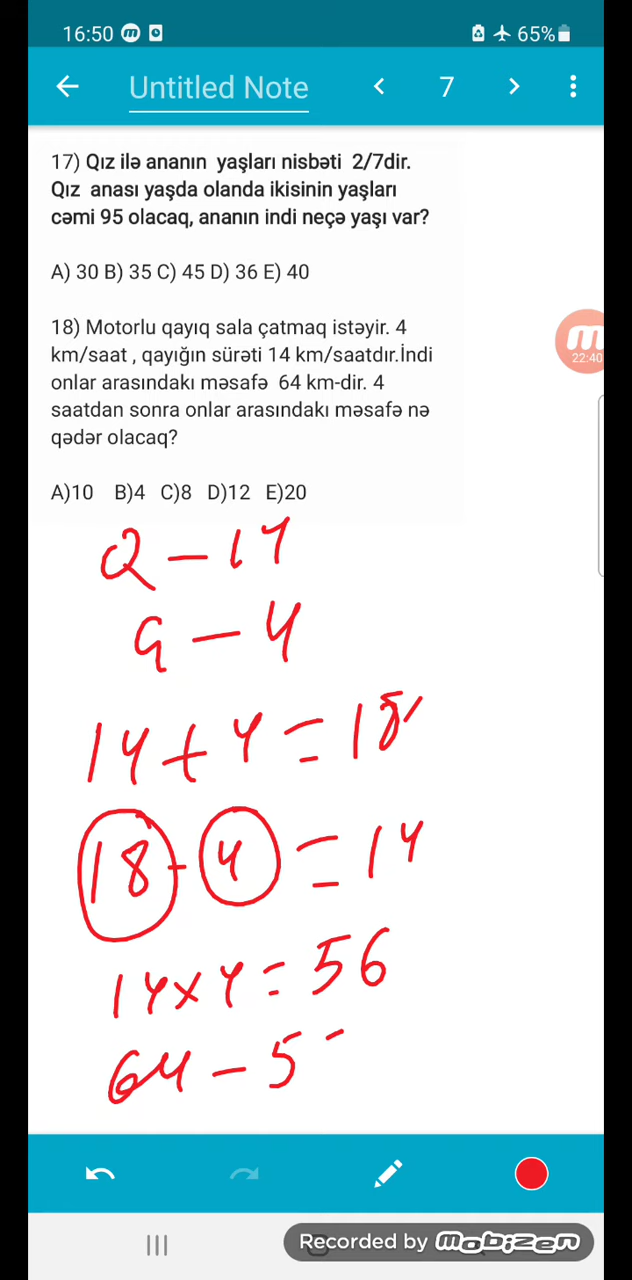 16:50 m 65%
Untitled Note < 7 >
17) Qız ilə ananın yaşları nisbəti 2/7dir.
Qız anası yaşda olanda ikisinin yaşları
cəmi 95 olacaq, ananın indi neçə yaşı var?
A) 30 B) 35 C) 45 D) 36 E) 40
18) Motorlu qayıq sala çatmaq istəyir. 4
km/saat , qayığın sürəti 14 km/saatdır.İndi
onlar arasındakı məsafə 64 km-dir. 4
saatdan sonra onlar arasındakı məsafə nə
qədər olacaq?
A)10 B)4 C)8 D)12 E)20
m
22:40
Q - 14
a - 4
14 + 4 = 18
18 - 4 = 14
14 x 4 = 56
64 - 5
Recorded by mobizen